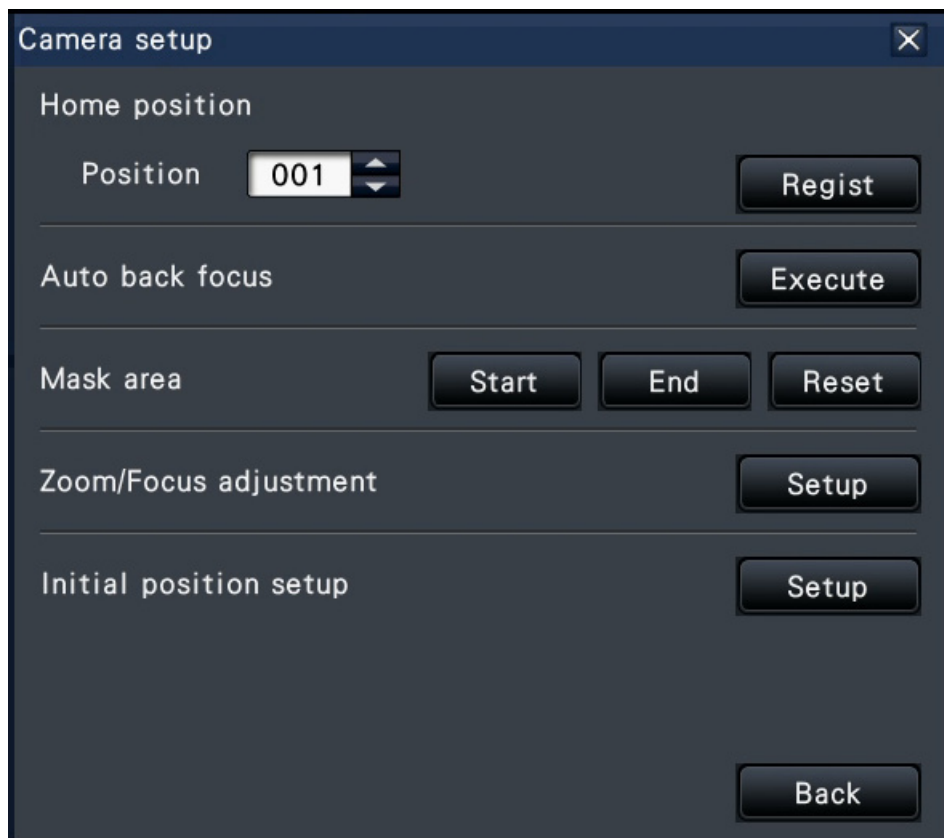 Camera setup
Home position
Position 001 Regist
Auto back focus Execute
Mask area Start End Reset
Zoom/Focus adjustment Setup
Initial position setup Setup
Back